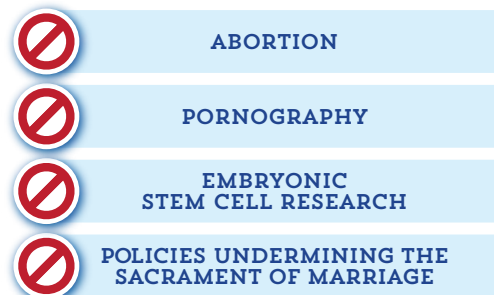 ABORTION
PORNOGRAPHY
EMBRYONIC
STEM CELL RESEARCH
POLICIES UNDERMINING THE
SACRAMENT OF MARRIAGE